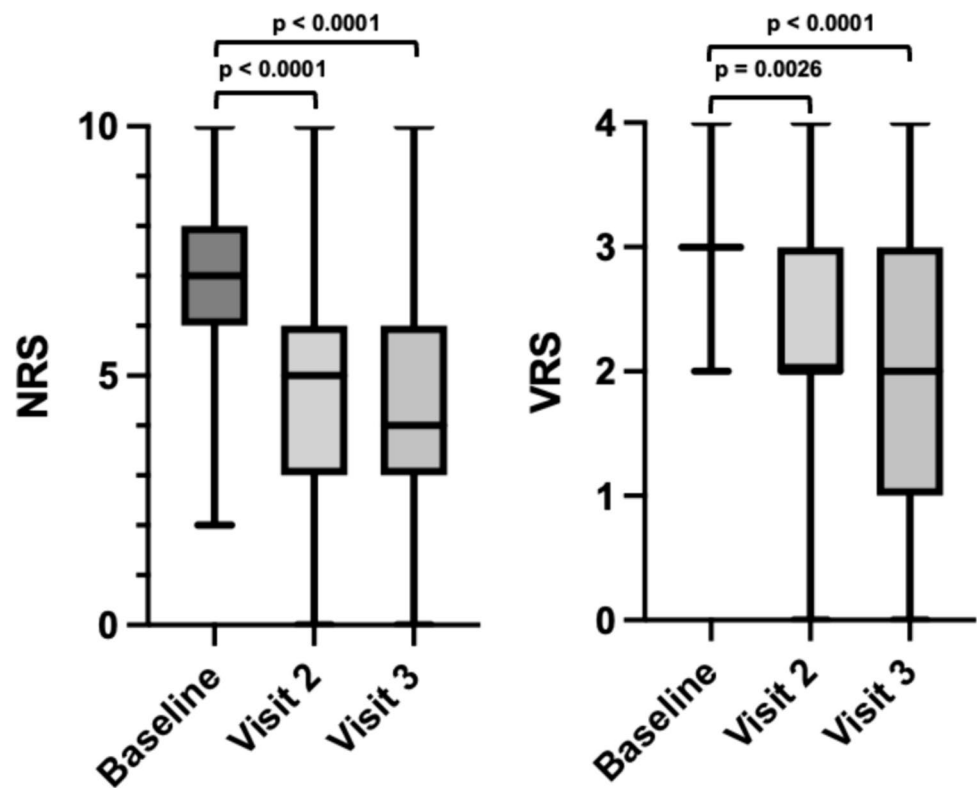 p < 0.0001
p < 0.0001
10
5
0
NRS
Baseline
Visit 2
Visit 3
p < 0.0001
p = 0.0026
4
3
2
1
0
VRS
Baseline
Visit 2
Visit 3